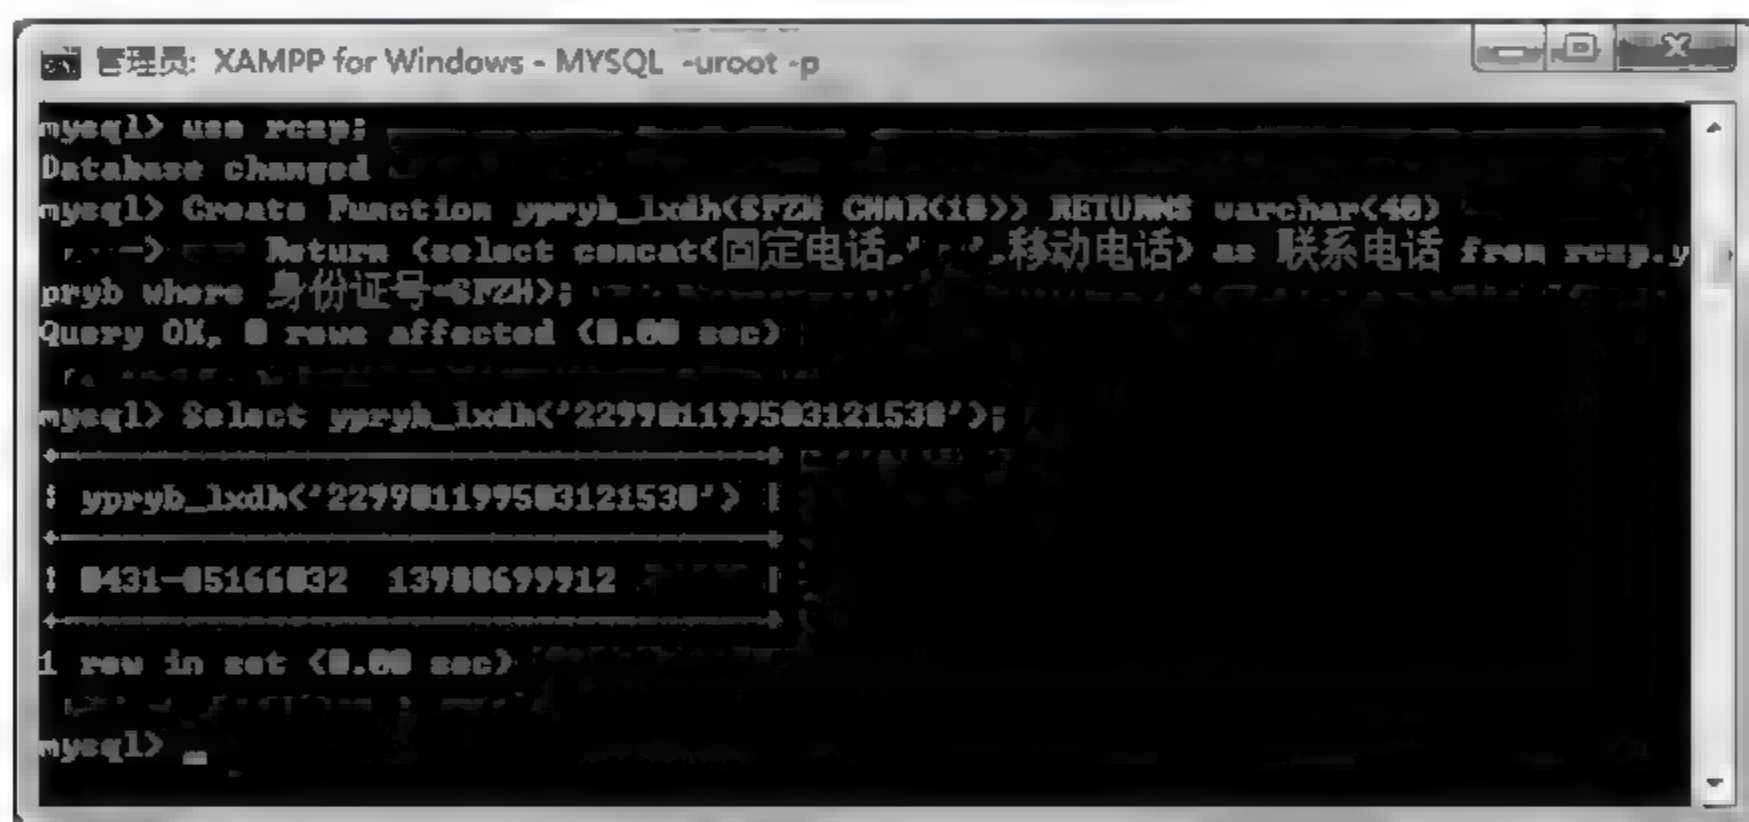 管理员: XAMPP for Windows - MYSQL -uroot -p
mysql> use rczp;
Database changed
mysql> Create Function ypryb_lxdh(SFZH CHAR(18)) RETURNS varchar(40)
-> Return (select concat(固定电话,' ',移动电话) as 联系电话 from rczp.y
pryb where 身份证号=SFZH);
Query OK, 0 rows affected (0.00 sec)
mysql> Select ypryb_lxdh('229901199503121538');
+--------------------------------+
| ypryb_lxdh('229901199503121538') |
+--------------------------------+
| 0431-85166032 13988699912 |
+--------------------------------+
1 row in set (0.00 sec)
mysql> _